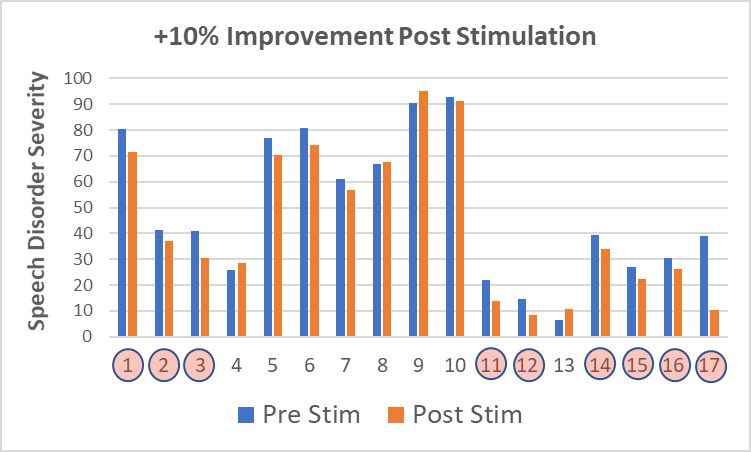 +10% Improvement Post Stimulation
Speech Disorder Severity
100
90
80
70
60
50
40
30
20
10
0
1 2 3 4 5 6 7 8 9 10 11 12 13 14 15 16 17
Pre Stim Post Stim